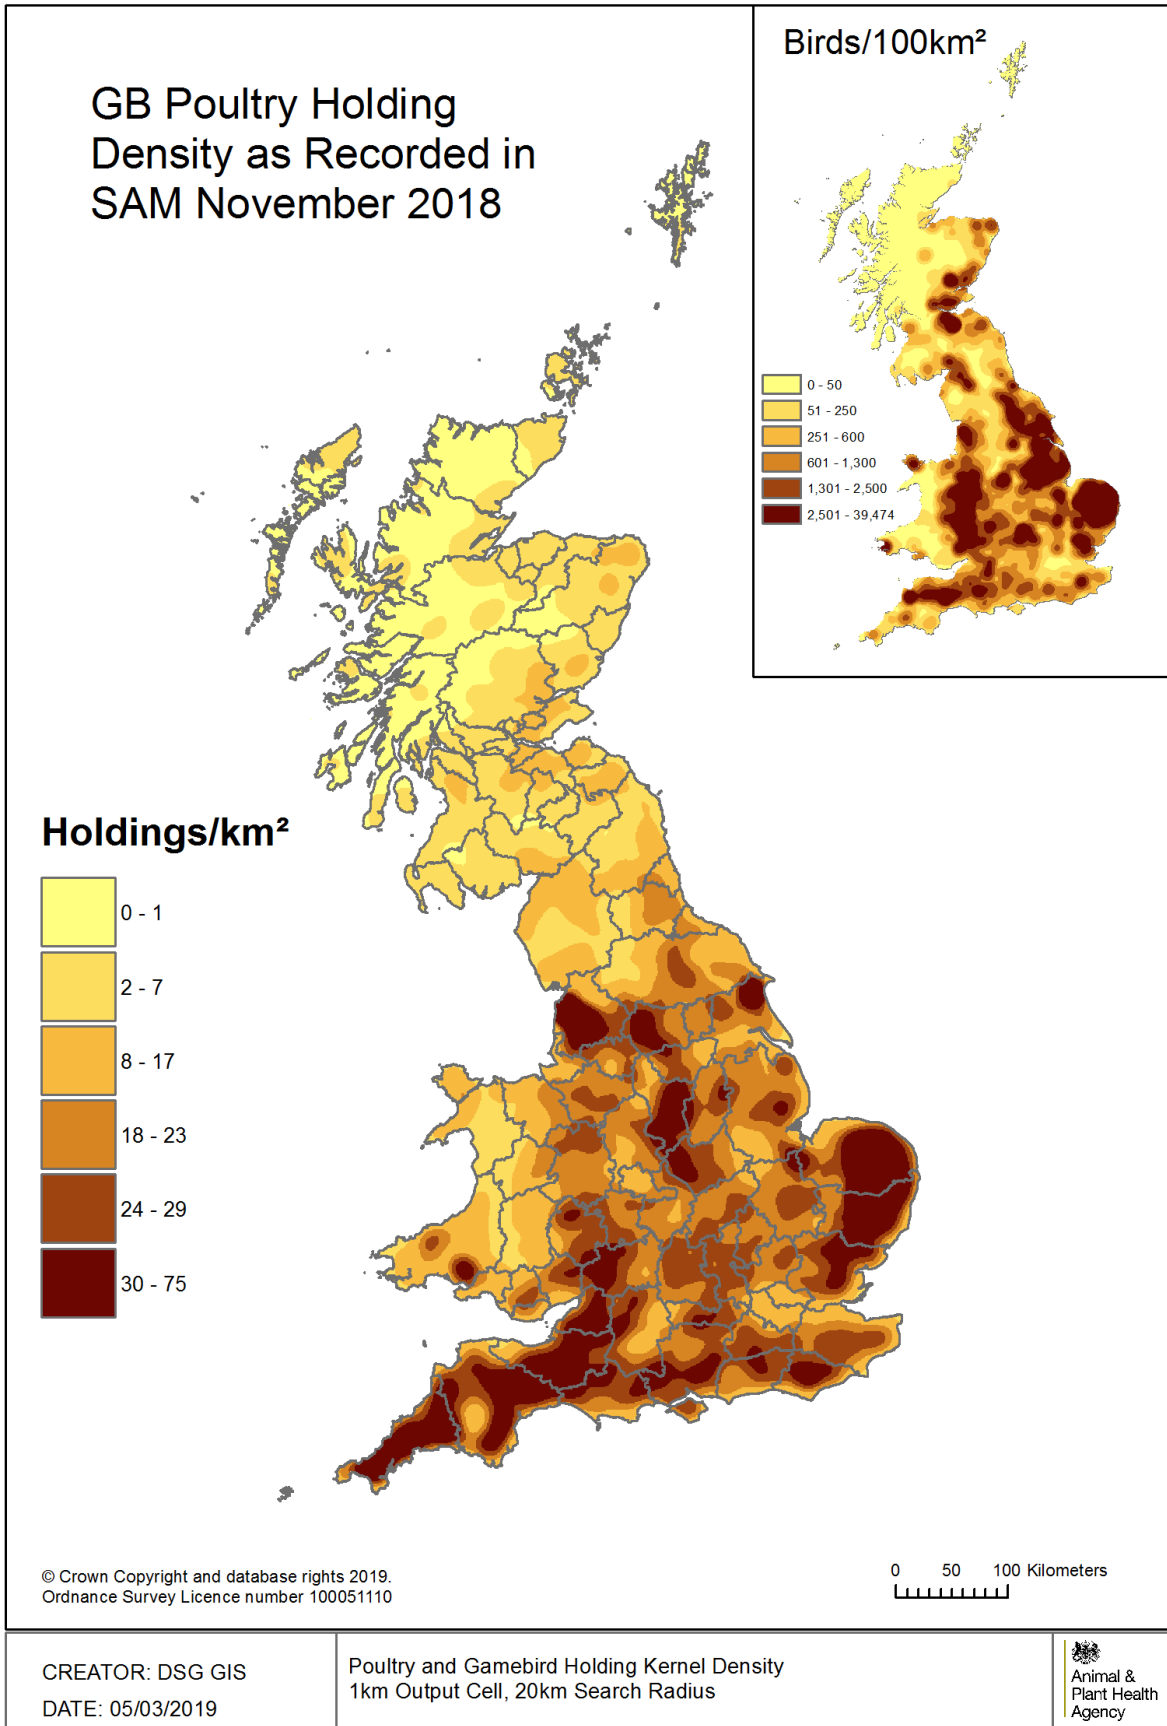 GB Poultry Holding
Density as Recorded in
SAM November 2018
Birds/100km²
0 - 50
51 - 250
251 - 600
601 - 1,300
1,301 - 2,500
2,501 - 39,474
Holdings/km²
0 - 1
2 - 7
8 - 17
18 - 23
24 - 29
30 - 75
© Crown Copyright and database rights 2019.
Ordnance Survey Licence number 100051110
0 50 100 Kilometers
CREATOR: DSG GIS
DATE: 05/03/2019
Poultry and Gamebird Holding Kernel Density
1km Output Cell, 20km Search Radius
Animal &
Plant Health
Agency